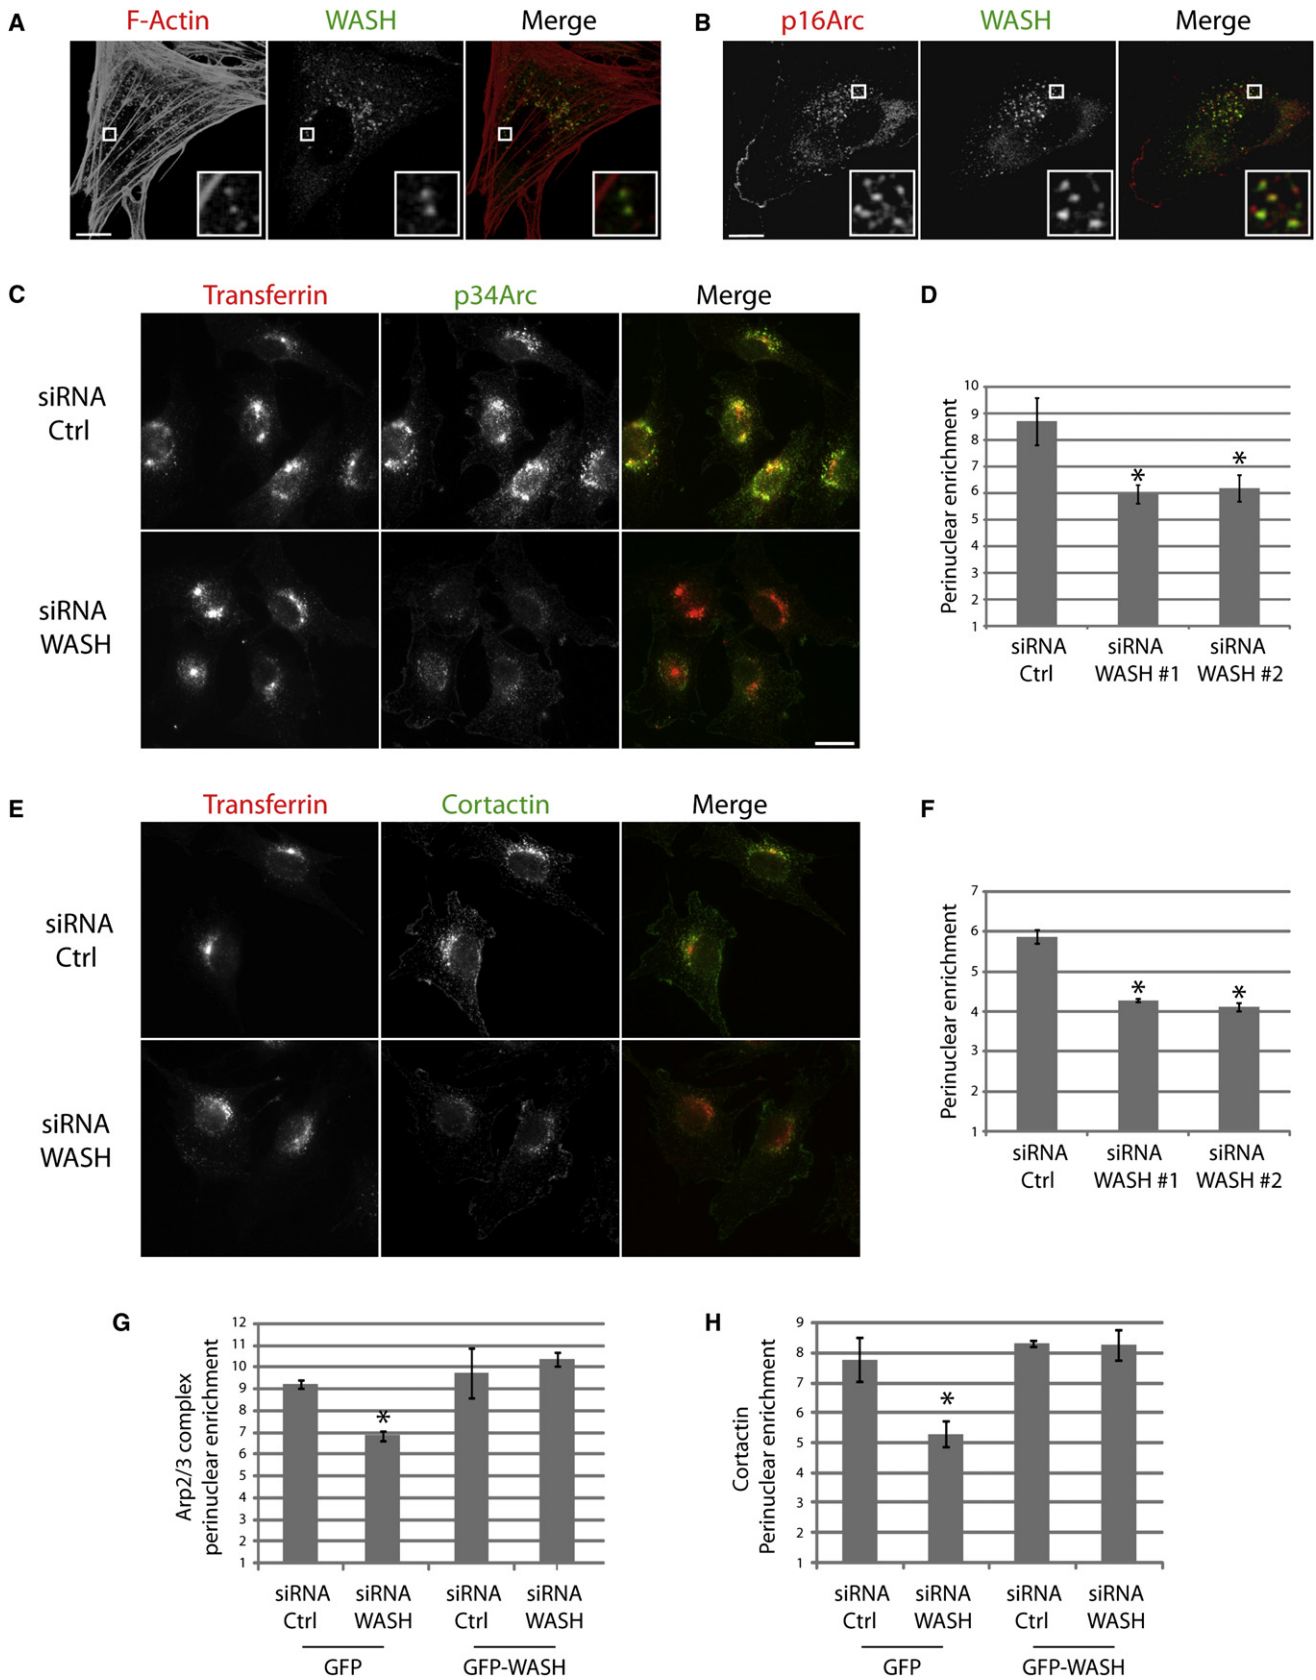 A
F-Actin
WASH
Merge
B
p16Arc
WASH
Merge
C
Transferrin
p34Arc
Merge
siRNA
Ctrl
siRNA
WASH
D
Perinuclear enrichment
10
9
8
7
6
5
4
3
2
1
*
*
siRNA
Ctrl
siRNA
WASH #1
siRNA
WASH #2
E
Transferrin
Cortactin
Merge
siRNA
Ctrl
siRNA
WASH
F
Perinuclear enrichment
7
6
5
4
3
2
1
*
*
siRNA
Ctrl
siRNA
WASH #1
siRNA
WASH #2
G
Arp2/3 complex
perinuclear enrichment
12
11
10
9
8
7
6
5
4
3
2
1
*
siRNA
Ctrl
siRNA
WASH
siRNA
Ctrl
siRNA
WASH
GFP
GFP-WASH
H
Cortactin
Perinuclear enrichment
9
8
7
6
5
4
3
2
1
*
siRNA
Ctrl
siRNA
WASH
siRNA
Ctrl
siRNA
WASH
GFP
GFP-WASH